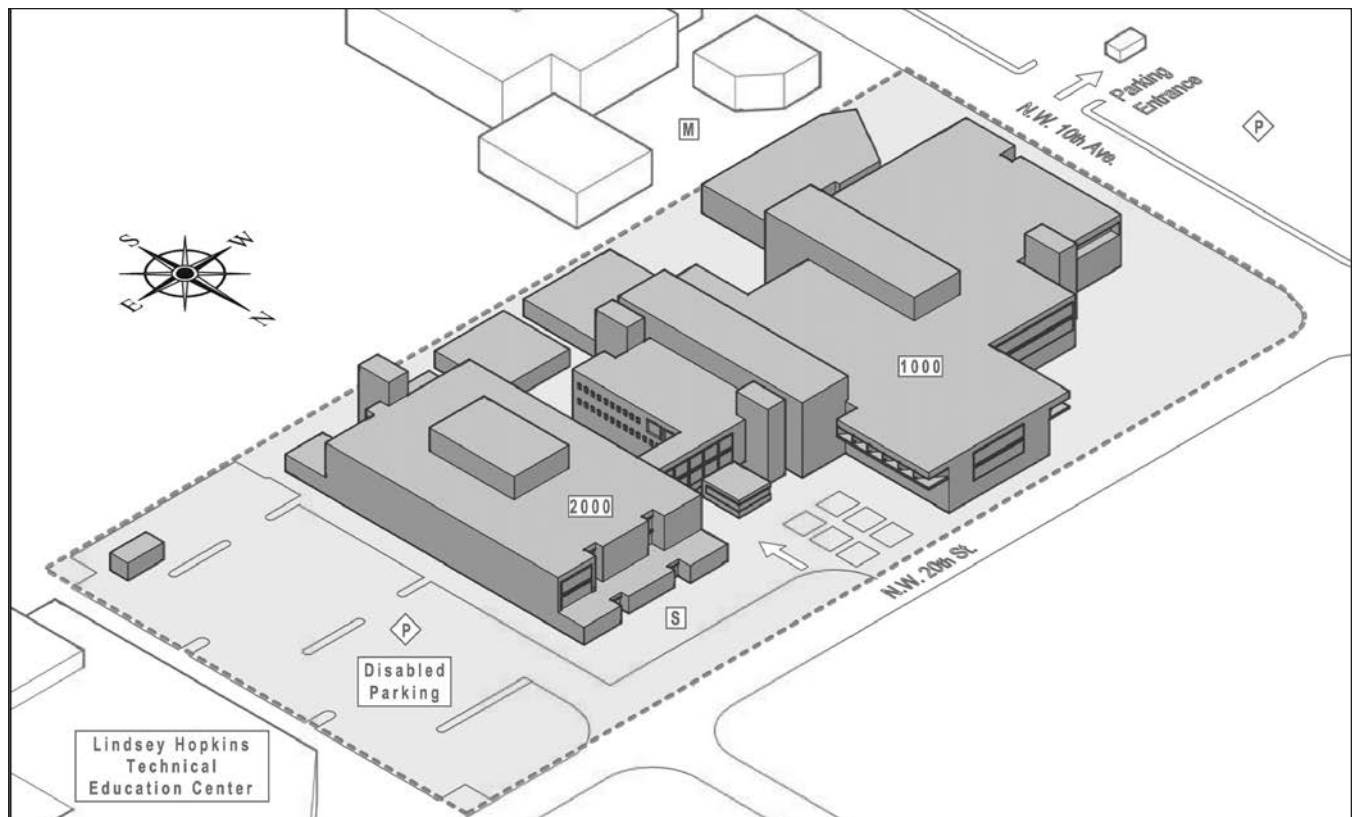 M
Parking
Entrance
N.W. 10th Ave.
P
S
W
E
N
1000
2000
N.W. 20th St.
S
P
Disabled
Parking
Lindsey Hopkins
Technical
Education Center